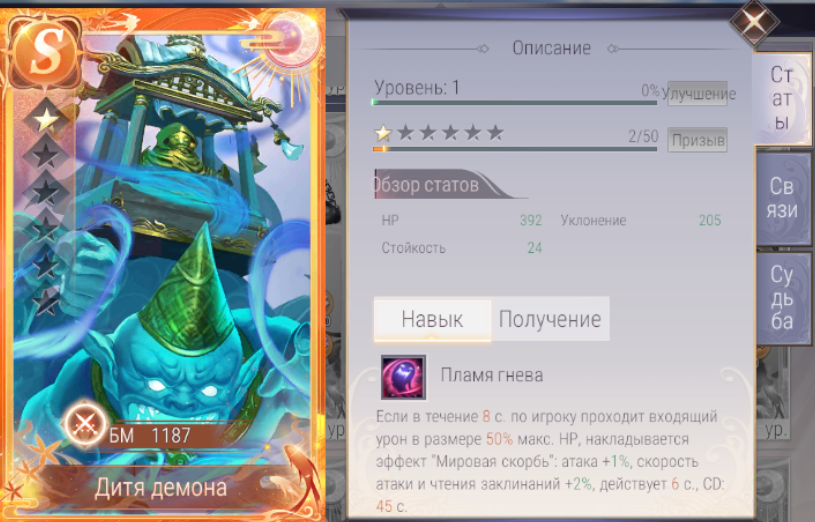 S
БМ 1187
Дитя демона
Описание
Уровень: 1 0% Улучшение
2/50 Призыв
Обзор статов
HP 392 Уклонение 205
Стойкость 24
Навык Получение
Пламя гнева
Если в течение 8 с. по игроку проходит входящий
урон в размере 50% макс. HP, накладывается
эффект "Мировая скорбь": атака +1%, скорость
атаки и чтения заклинаний +2%, действует 6 с., CD:
45 с.
Ст
ат
ы
Св
язи
Су
дь
ба
ур.